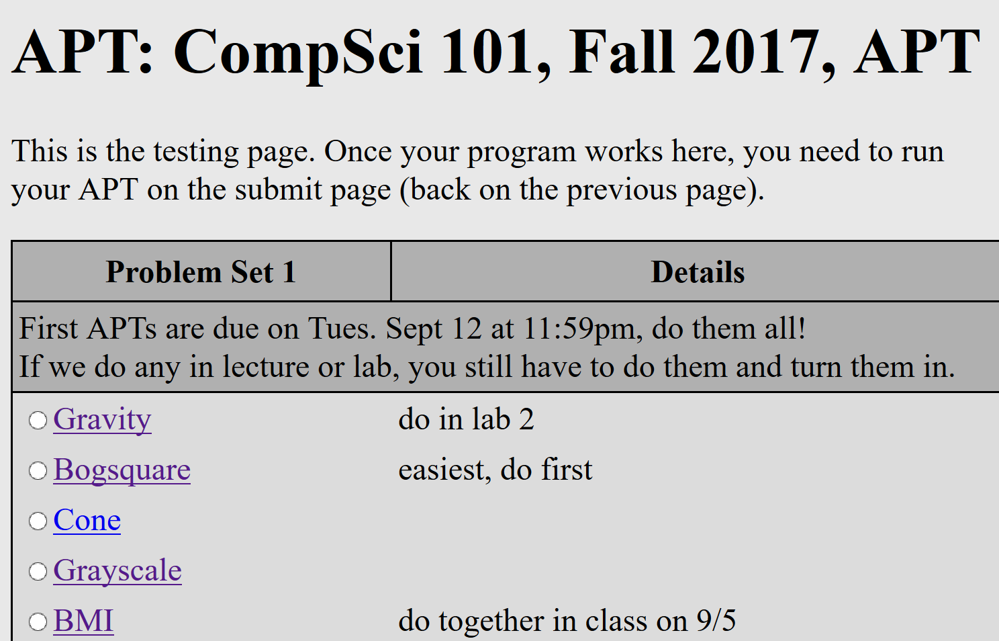 APT: CompSci 101, Fall 2017, APT
This is the testing page. Once your program works here, you need to run
your APT on the submit page (back on the previous page).
Problem Set 1 Details
First APTs are due on Tues. Sept 12 at 11:59pm, do them all!
If we do any in lecture or lab, you still have to do them and turn them in.
Gravity do in lab 2
Bogsquare easiest, do first
Cone
Grayscale
BMI do together in class on 9/5